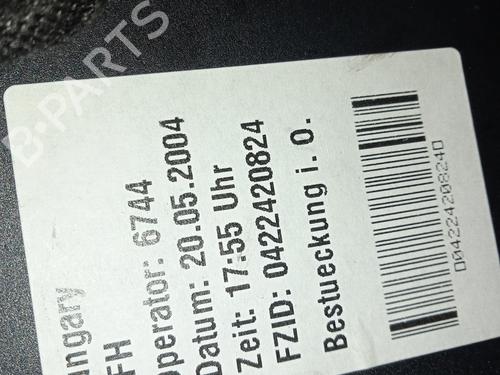 B-PARTS
ungary
FH
Operator: 6744
Datum: 20.05.2004
Zeit: 17:55 Uhr
FZID: 0422420824
Bestueckung i. O.
D0422420824D